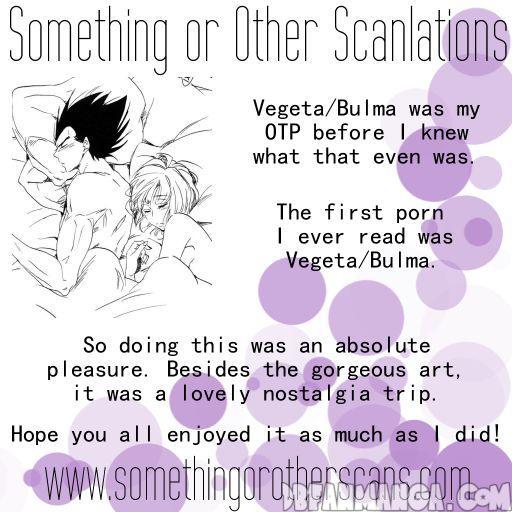 Something or Other Scanlations
Vegeta/Bulma was my
OTP before I knew
what that even was.
The first porn
I ever read was
Vegeta/Bulma.
So doing this was an absolute
pleasure. Besides the gorgeous art,
it was a lovely nostalgia trip.
Hope you all enjoyed it as much as I did!
www.somethingorotherscans.com
DBFANMANGA.COM